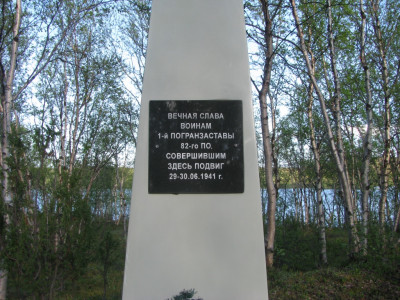 ВЕЧНАЯ СЛАВА
ВОИНАМ
1-й ПОГРАНЗАСТАВЫ
82-го ПО,
СОВЕРШИВШИМ
ЗДЕСЬ ПОДВИГ
29-30.06.1941 г.